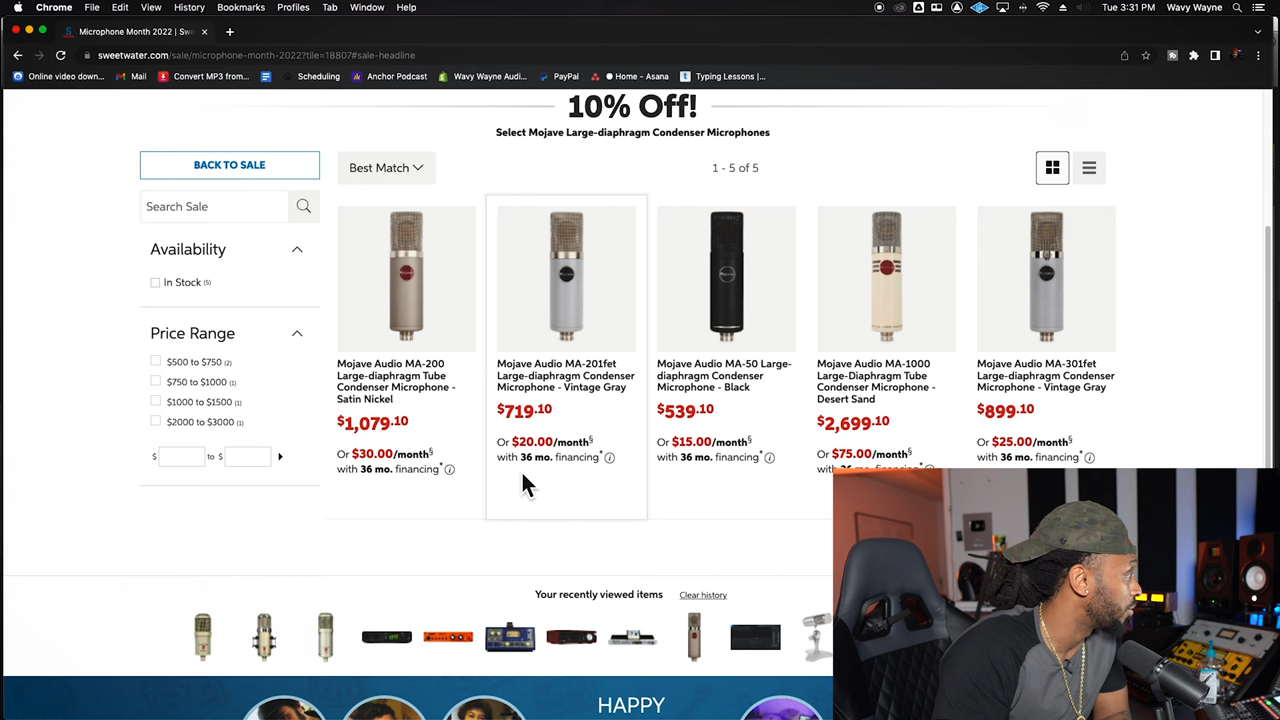 Chrome File Edit View History Bookmarks Profiles Tab Window Help Tue 3:31 PM Wavy Wayne
Microphone Month 2022 | Swe
sweetwater.com/sale/microphone-month-2022?tile=18807#sale-headline
Online video down... Mail Convert MP3 from... Scheduling Anchor Podcast Wavy Wayne Audi... PayPal Home - Asana Typing Lessons |...
10% Off!
Select Mojave Large-diaphragm Condenser Microphones
BACK TO SALE
Best Match
1 - 5 of 5
Search Sale
Availability
In Stock (5)
Price Range
$500 to $750 (2)
$750 to $1000 (1)
$1000 to $1500 (1)
$2000 to $3000 (1)
$ to $
Mojave Audio MA-200
Large-diaphragm Tube
Condenser Microphone -
Satin Nickel
$1,079.10
Or $30.00/month§
with 36 mo. financing*
Mojave Audio MA-201fet
Large-diaphragm Condenser
Microphone - Vintage Gray
$719.10
Or $20.00/month§
with 36 mo. financing*
Mojave Audio MA-50 Large-
diaphragm Condenser
Microphone - Black
$539.10
Or $15.00/month§
with 36 mo. financing*
Mojave Audio MA-1000
Large-Diaphragm Tube
Condenser Microphone -
Desert Sand
$2,699.10
Or $75.00/month§
with 36 mo. financing*
Mojave Audio MA-301fet
Large-diaphragm Condenser
Microphone - Vintage Gray
$899.10
Or $25.00/month§
with 36 mo. financing*
Your recently viewed items Clear history
HAPPY